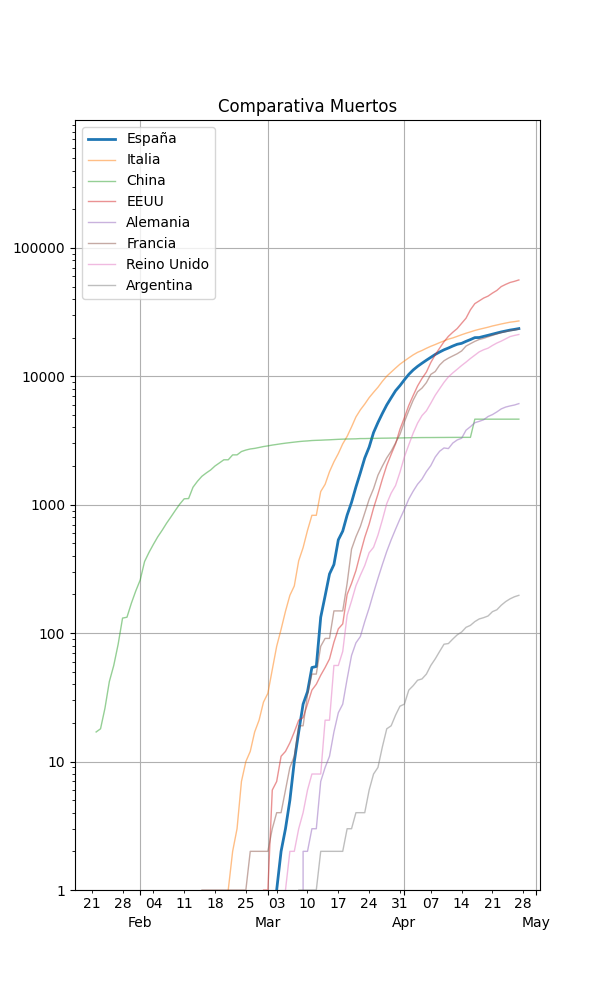 Comparativa Muertos
España
Italia
China
EEUU
Alemania
Francia
Reino Unido
Argentina
100000
10000
1000
100
10
1
21 28 04 11 18 25 03 10 17 24 31 07 14 21 28
Feb Mar Apr May